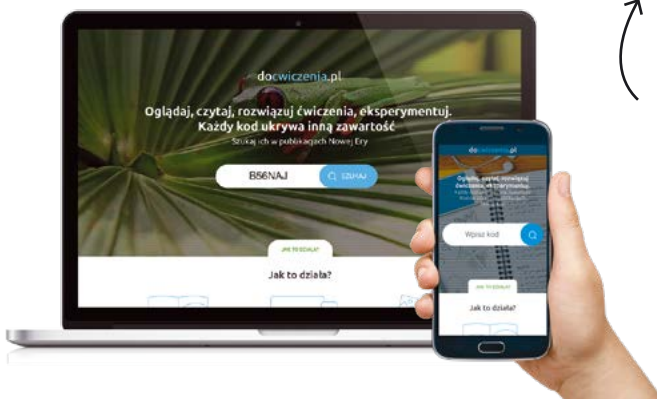 docwiczenia.pl
Oglądaj, czytaj, rozwiązuj ćwiczenia, eksperymentuj.
Każdy kod ukrywa inną zawartość
Szukaj ich w publikacjach Nowej Ery
B56NAJ
SZUKAJ
JAK TO DZIAŁA?
Jak to działa?
docwiczenia.pl
Oglądaj, czytaj, rozwiązuj
ćwiczenia, eksperymentuj.
Wpisz kod
JAK TO DZIAŁA?
Jak to działa?